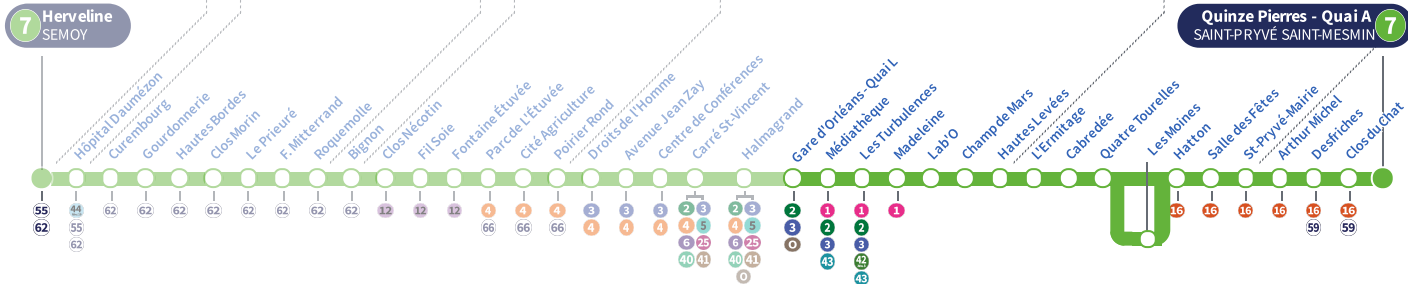 7
Herveline
SEMOY
Quinze Pierres - Quai A
SAINT-PRYVÉ SAINT-MESMIN
7
Hôpital Daumézon
Curembourg
Gourdonnerie
Hautes Bordes
Clos Morin
Le Prieuré
F. Mitterrand
Roquemolle
Bignon
Clos Nécotin
Fil Soie
Fontaine Étuvée
Parc de L'Étuvée
Cité Agriculture
Poirier Rond
Droits de l'Homme
Avenue Jean Zay
Centre de Conférences
Carré St-Vincent
Halmagrand
Gare d'Orléans - Quai L
Médiathèque
Les Turbulences
Madeleine
Lab'O
Champ de Mars
Hautes Levées
L'Ermitage
Cabredée
Quatre Tourelles
Les Moines
Hatton
Salle des Fêtes
St-Pryvé-Mairie
Arthur Michel
Desfriches
Clos du Chat
55 44 62 62 62 62 62 62 62 62 12 12 12 4 4 4 3 3 3 2 3 2 3 2 1 1 1 16 16 16 16 16 16
62 55 66 66 66 4 4 4 4 5 4 5 3 2 2 59 59
62 6 25 6 25 O 3 3
40 41 40 41 43 42
O 43